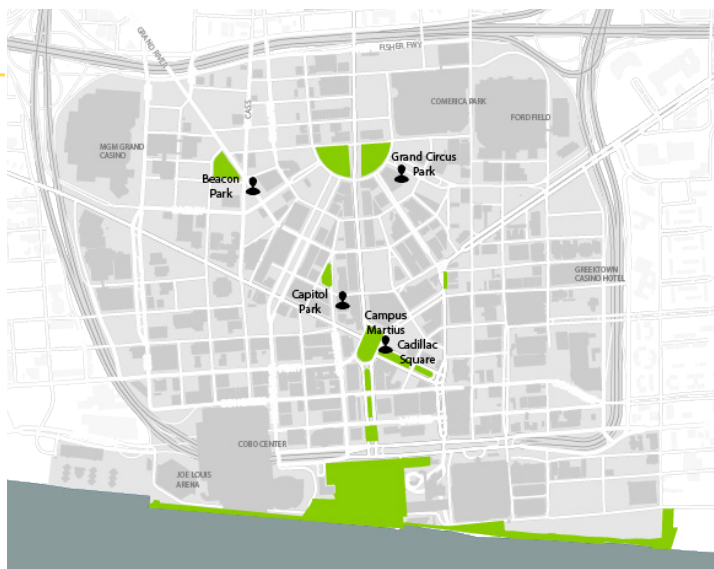 GRAND RIVER
FISHER FWY
CASS
COMERICA PARK
FORD FIELD
MGM GRAND
CASINO
Grand Circus
Park
Beacon
Park
GREEKTOWN
CASINO HOTEL
Capitol
Park
Campus
Martius
Cadillac
Square
COBO CENTER
JOE LOUIS
ARENA